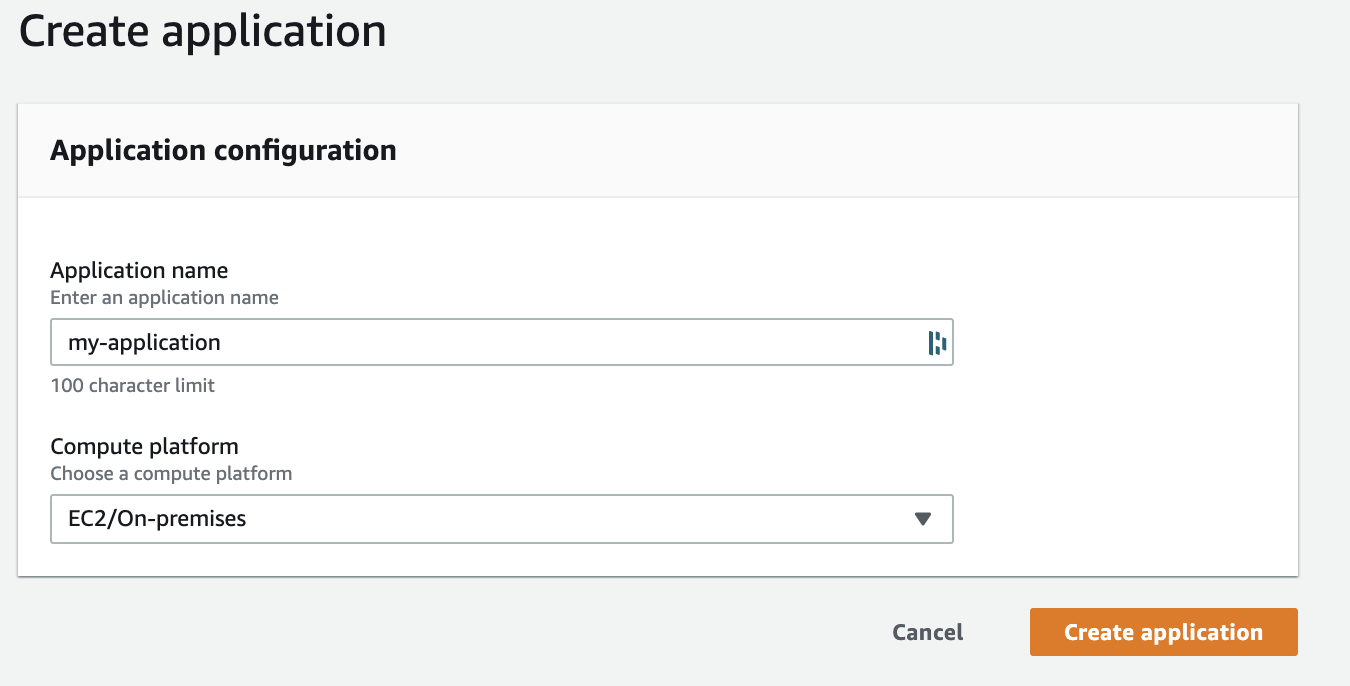 Create application
Application configuration
Application name
Enter an application name
my-application
100 character limit
Compute platform
Choose a compute platform
EC2/On-premises
Cancel
Create application